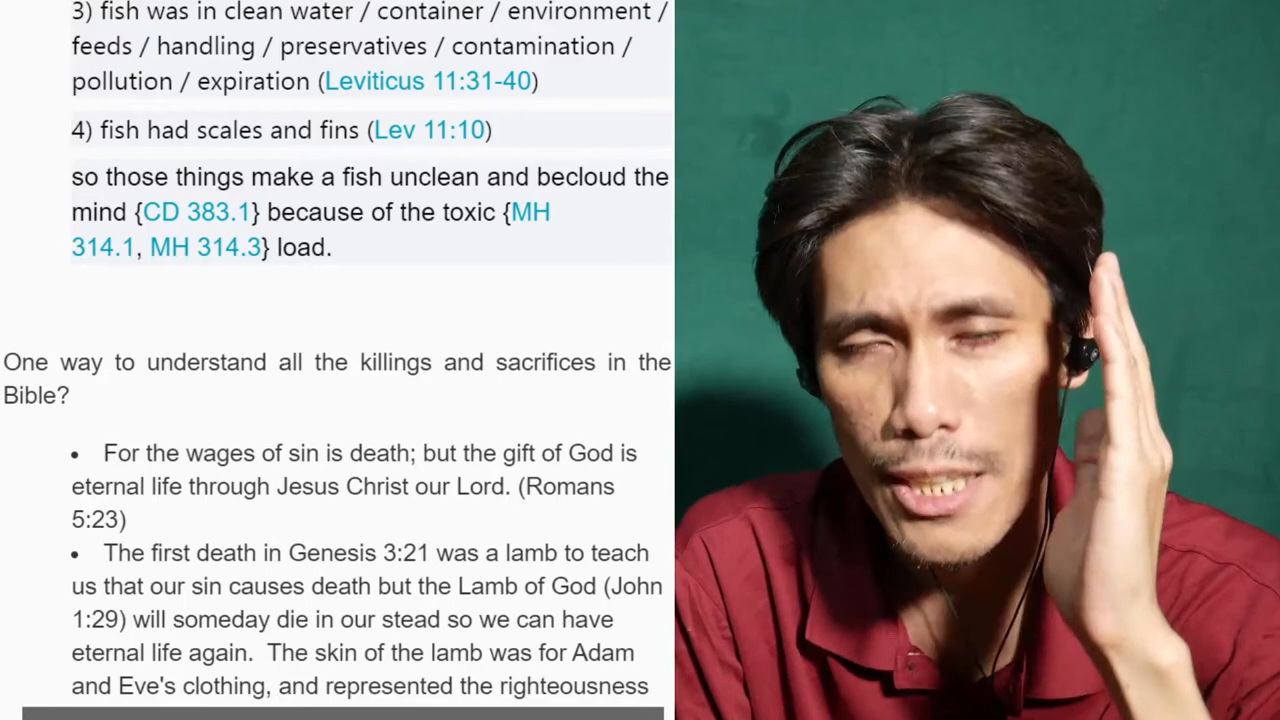 3) fish was in clean water / container / environment /
feeds / handling / preservatives / contamination /
pollution / expiration (Leviticus 11:31-40)
4) fish had scales and fins (Lev 11:10)
so those things make a fish unclean and becloud the
mind {CD 383.1} because of the toxic {MH
314.1, MH 314.3} load.
One way to understand all the killings and sacrifices in the
Bible?
• For the wages of sin is death; but the gift of God is
eternal life through Jesus Christ our Lord. (Romans
5:23)
• The first death in Genesis 3:21 was a lamb to teach
us that our sin causes death but the Lamb of God (John
1:29) will someday die in our stead so we can have
eternal life again. The skin of the lamb was for Adam
and Eve's clothing, and represented the righteousness